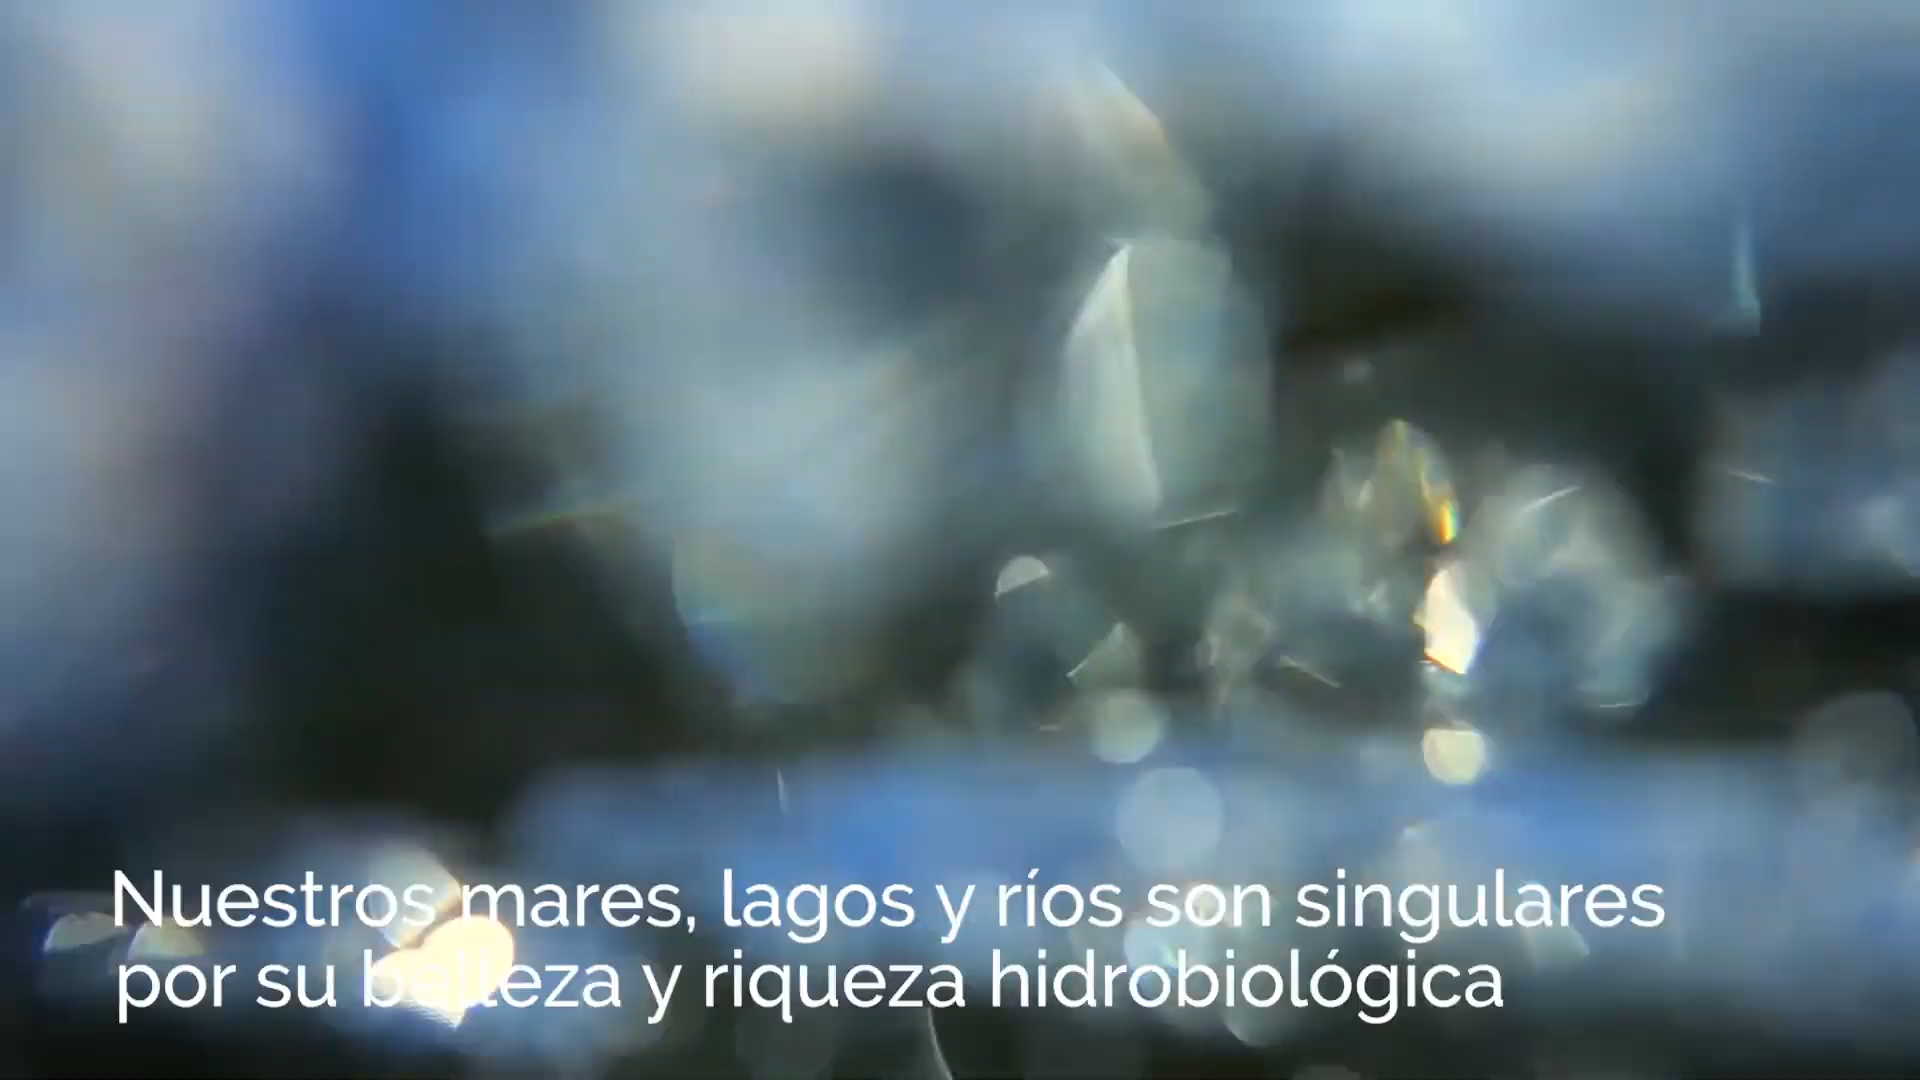 Nuestros mares, lagos y ríos son singulares
por su belleza y riqueza hidrobiológica